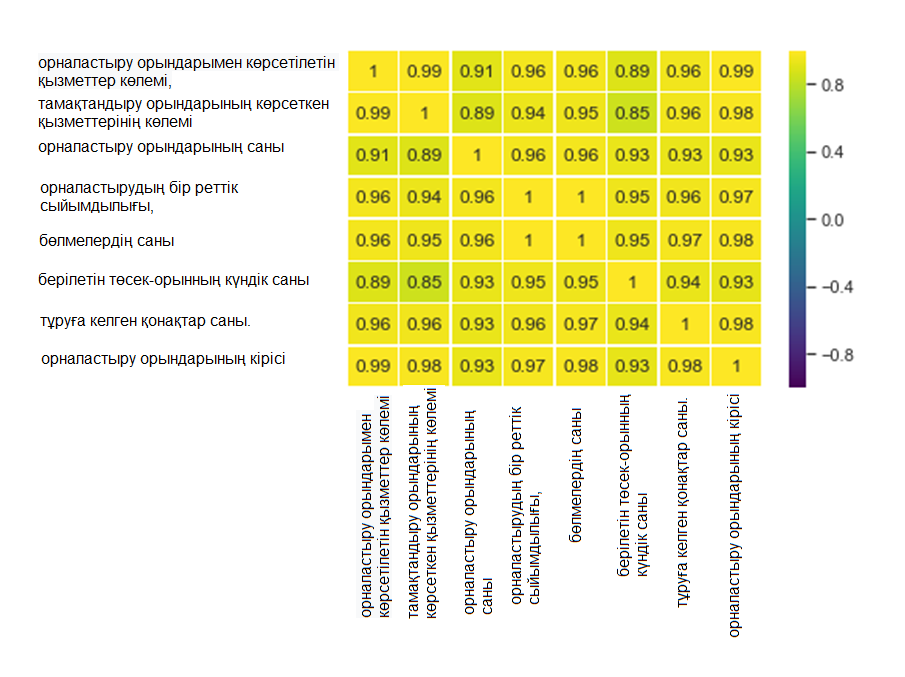 орналастыру орындарымен көрсетілетін
қызметтер көлемі,
тамақтандыру орындарының көрсеткен
қызметтерінің көлемі
орналастыру орындарының саны
орналастырудың бір реттік
сыйымдылығы,
бөлмелердің саны
берілетін төсек-орынның күндік саны
тұруға келген қонақтар саны.
орналастыру орындарының кірісі
1 0.99 0.91 0.96 0.96 0.89 0.96 0.99
0.99 1 0.89 0.94 0.95 0.85 0.96 0.98
0.91 0.89 1 0.96 0.96 0.93 0.93 0.93
0.96 0.94 0.96 1 1 0.95 0.96 0.97
0.96 0.95 0.96 1 1 0.95 0.97 0.98
0.89 0.85 0.93 0.95 0.95 1 0.94 0.93
0.96 0.96 0.93 0.96 0.97 0.94 1 0.98
0.99 0.98 0.93 0.97 0.98 0.93 0.98 1
0.8
0.4
0.0
−0.4
−0.8
орналастыру орындарымен
көрсетілетін қызметтер көлемі
тамақтандыру орындарының
көрсеткен қызметтерінің көлемі
орналастыру орындарының
саны
орналастырудың бір реттік
сыйымдылығы,
бөлмелердің саны
берілетін төсек-орынның
күндік саны
тұруға келген қонақтар саны.
орналастыру орындарының кірісі